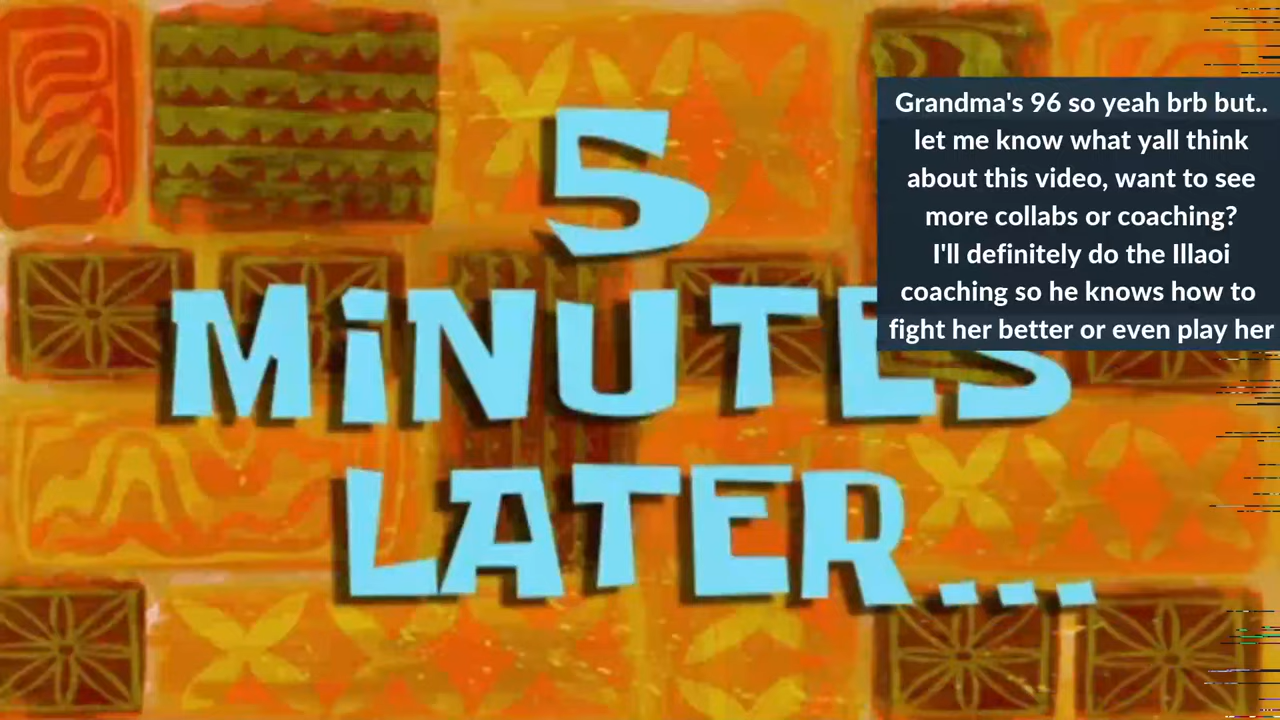 5
MiNUTES
LATER...
Grandma's 96 so yeah brb but..
let me know what yall think
about this video, want to see
more collabs or coaching?
I'll definitely do the Illaoi
coaching so he knows how to
fight her better or even play her